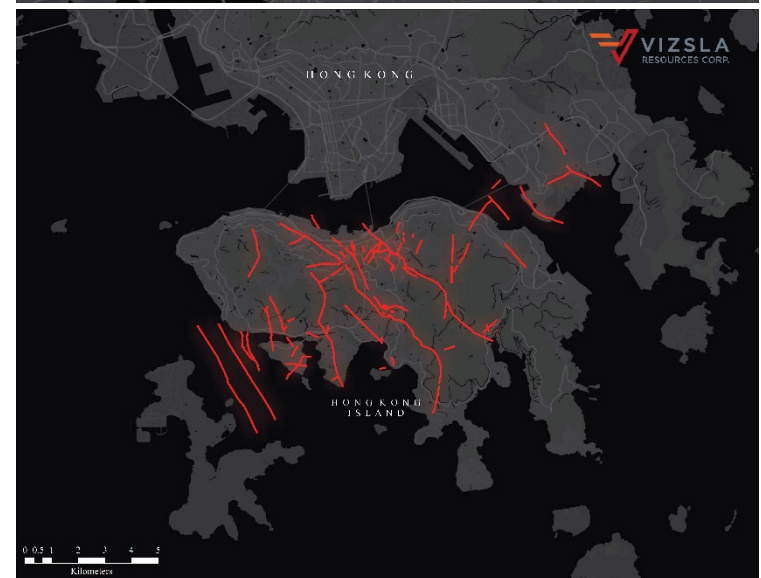 VIZSLA
RESOURCES CORP.
HONG KONG
HONG KONG
ISLAND
0 0.5 1 2 3 4 5
Kilometers